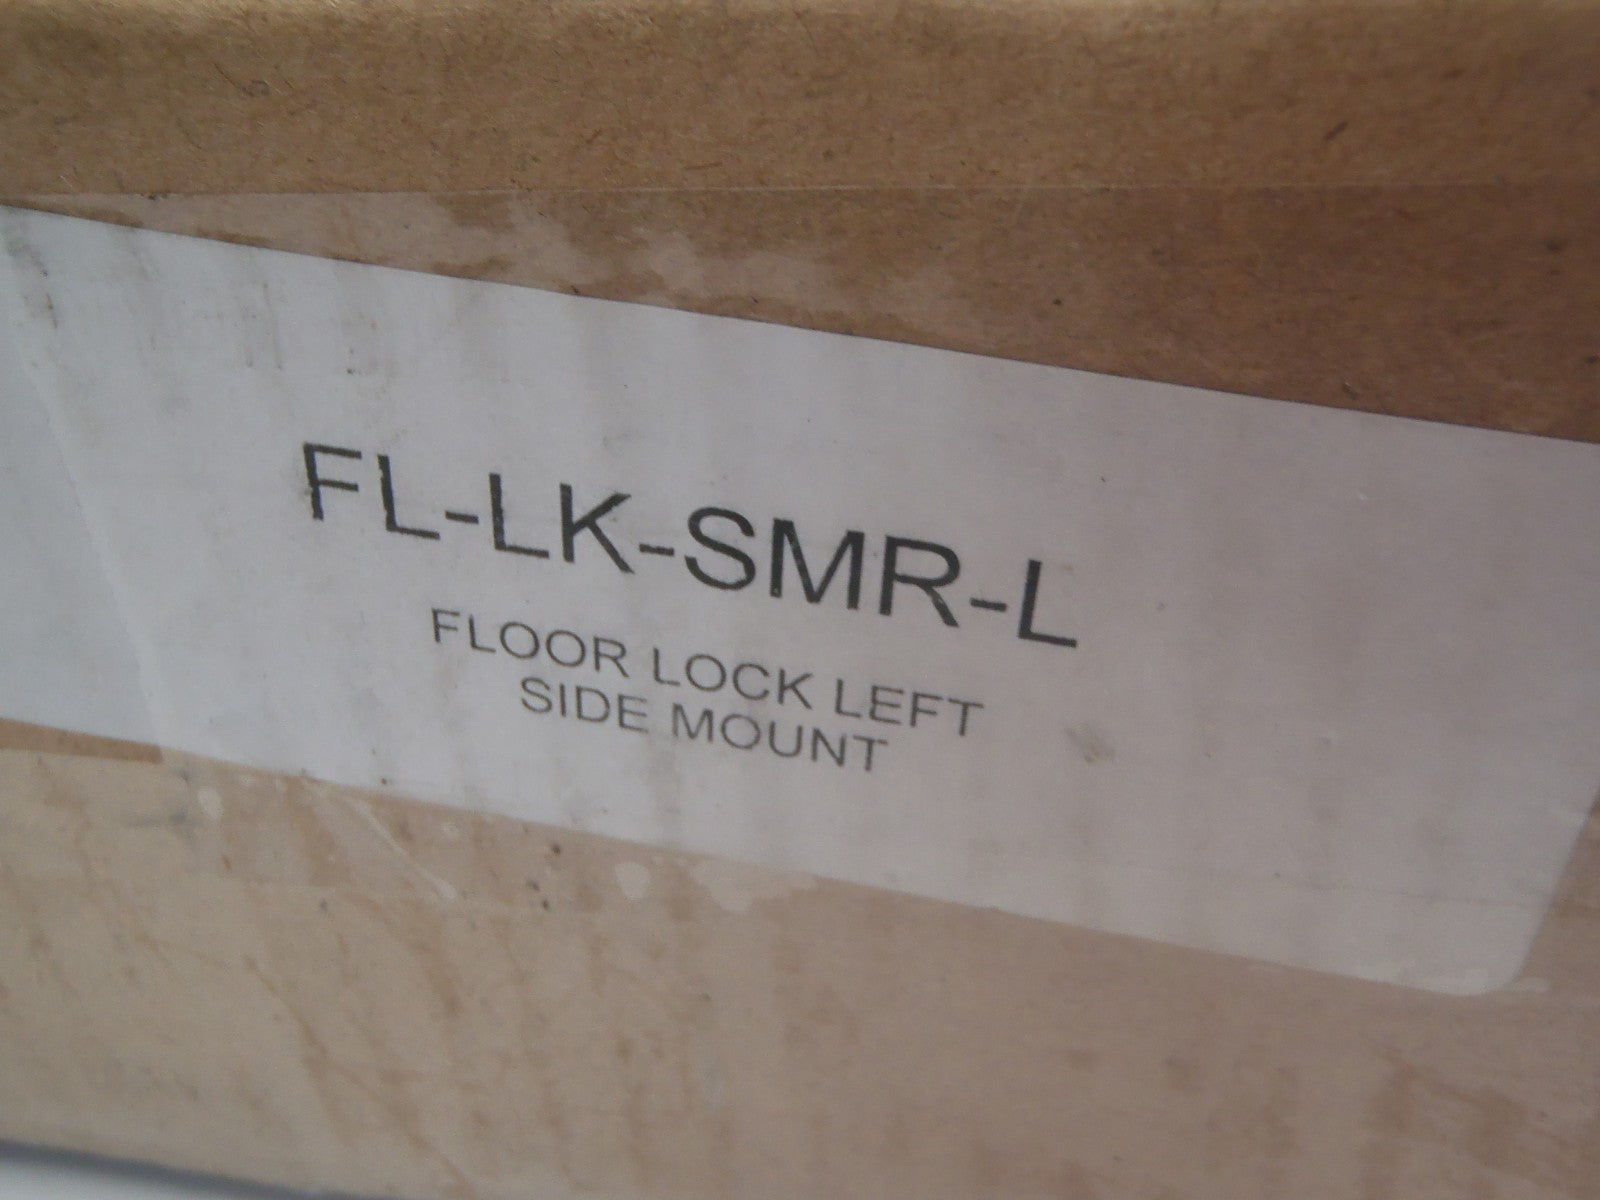 FL-LK-SMR-L
FLOOR LOCK LEFT
SIDE MOUNT